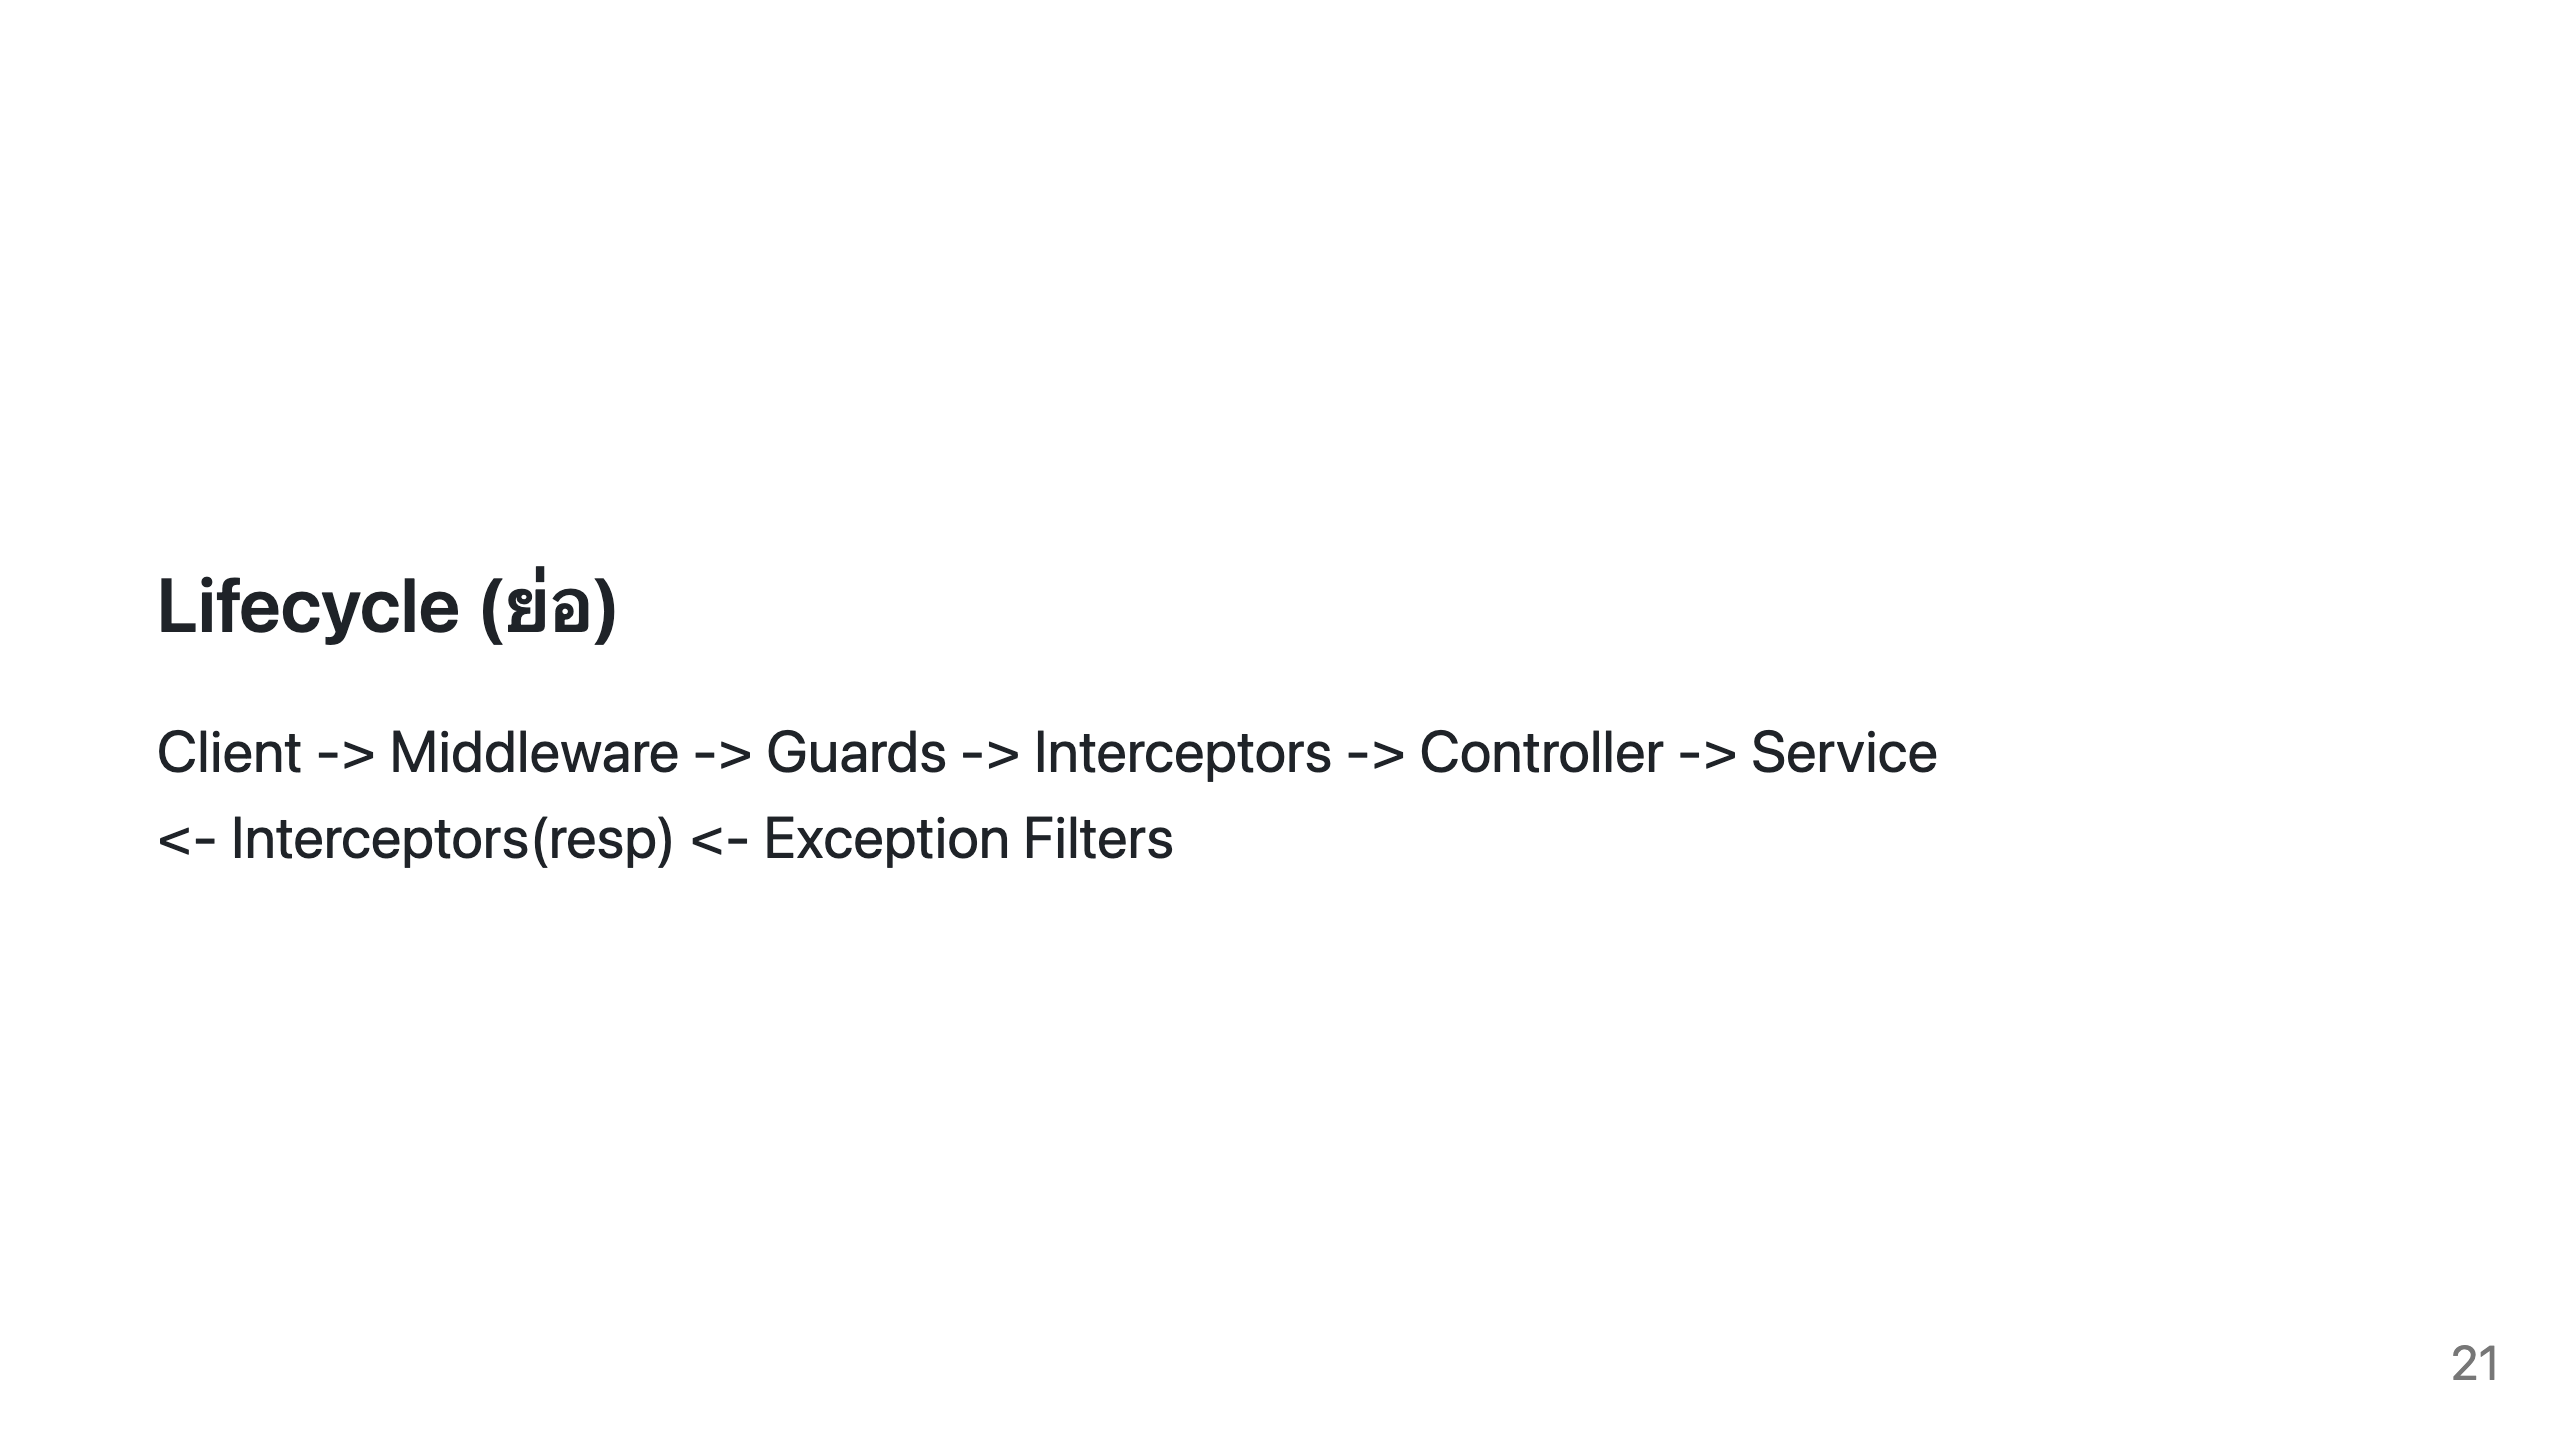 Lifecycle (ย่อ)
Client -> Middleware -> Guards -> Interceptors -> Controller -> Service
<- Interceptors(resp) <- Exception Filters
21